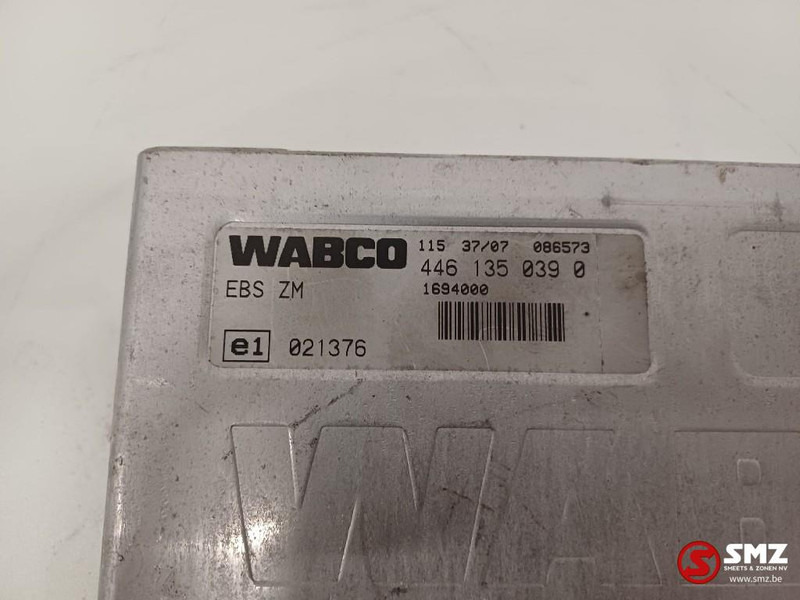 WABCO 115 37/07 086573
446 135 039 0
EBS ZM 1694000
e1 021376
WAB
SMZ
SMEETS & ZONEN NV
www.smz.be